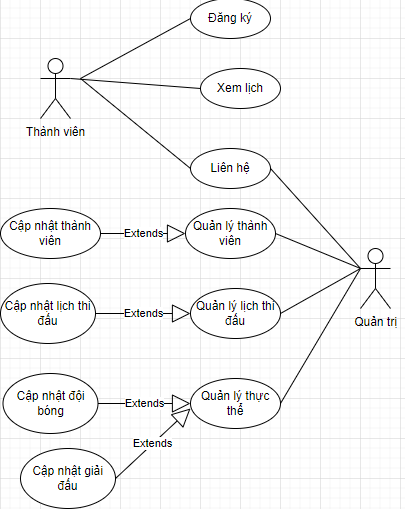 Đăng ký
Xem lịch
Thành viên
Liên hệ
Cập nhật thành
viên
Extends
Quản lý thành
viên
Cập nhật lịch thi
đấu
Extends
Quản lý lịch thi
đấu
Quản trị
Cập nhật đội
bóng
Extends
Quản lý thực
thể
Extends
Cập nhật giải
đấu